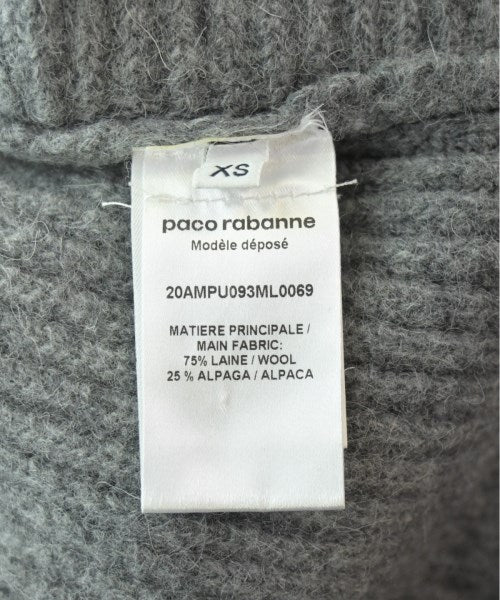 XS
paco rabanne
Modèle déposé
20AMPU093ML0069
MATIERE PRINCIPALE /
MAIN FABRIC:
75% LAINE / WOOL
25 % ALPAGA / ALPACA